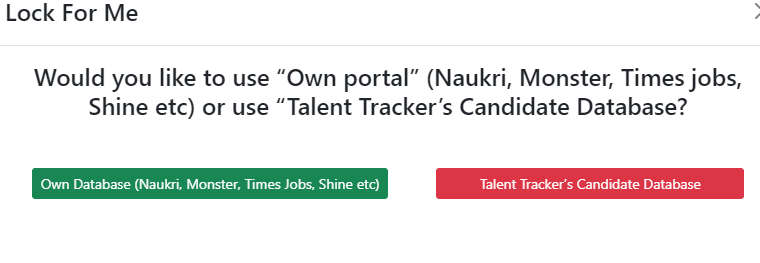 Lock For Me
Would you like to use “Own portal” (Naukri, Monster, Times jobs,
Shine etc) or use “Talent Tracker’s Candidate Database?
Own Database (Naukri, Monster, Times Jobs, Shine etc)
Talent Tracker’s Candidate Database